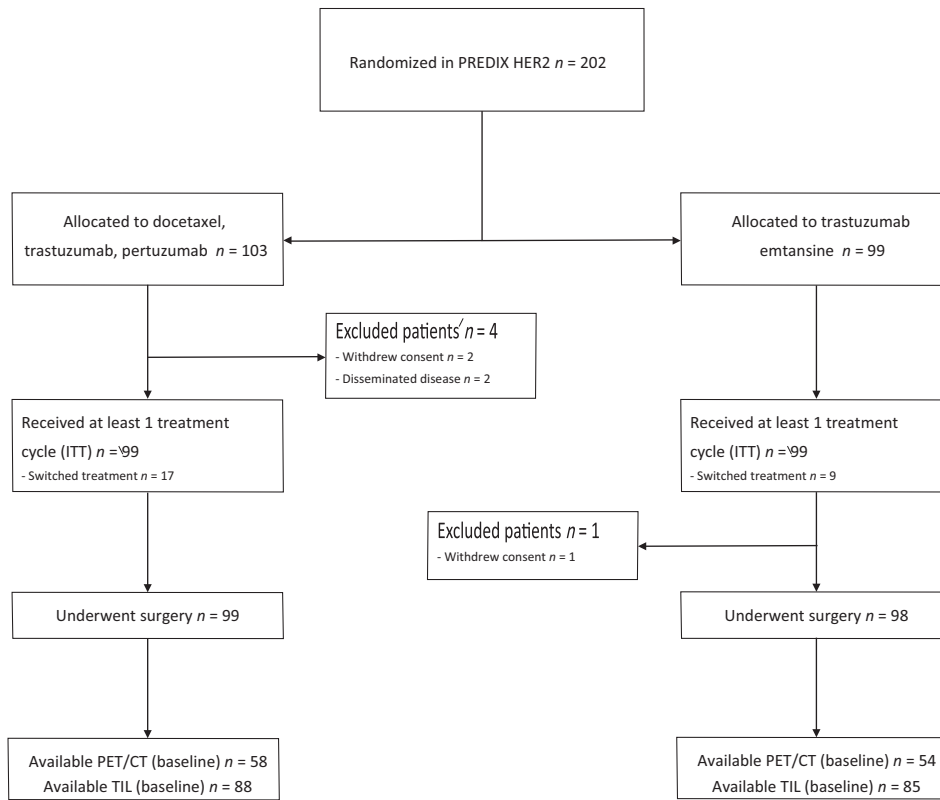 Randomized in PREDIX HER2 n = 202
Allocated to docetaxel,
trastuzumab, pertuzumab n = 103
Allocated to trastuzumab
emtansine n = 99
Excluded patients′ n = 4
- Withdrew consent n = 2
- Disseminated disease n = 2
Received at least 1 treatment
cycle (ITT) n =‵99
- Switched treatment n = 17
Received at least 1 treatment
cycle (ITT) n =‵99
- Switched treatment n = 9
Excluded patients n = 1
- Withdrew consent n = 1
Underwent surgery n = 99
Underwent surgery n = 98
Available PET/CT (baseline) n = 58
Available TIL (baseline) n = 88
Available PET/CT (baseline) n = 54
Available TIL (baseline) n = 85